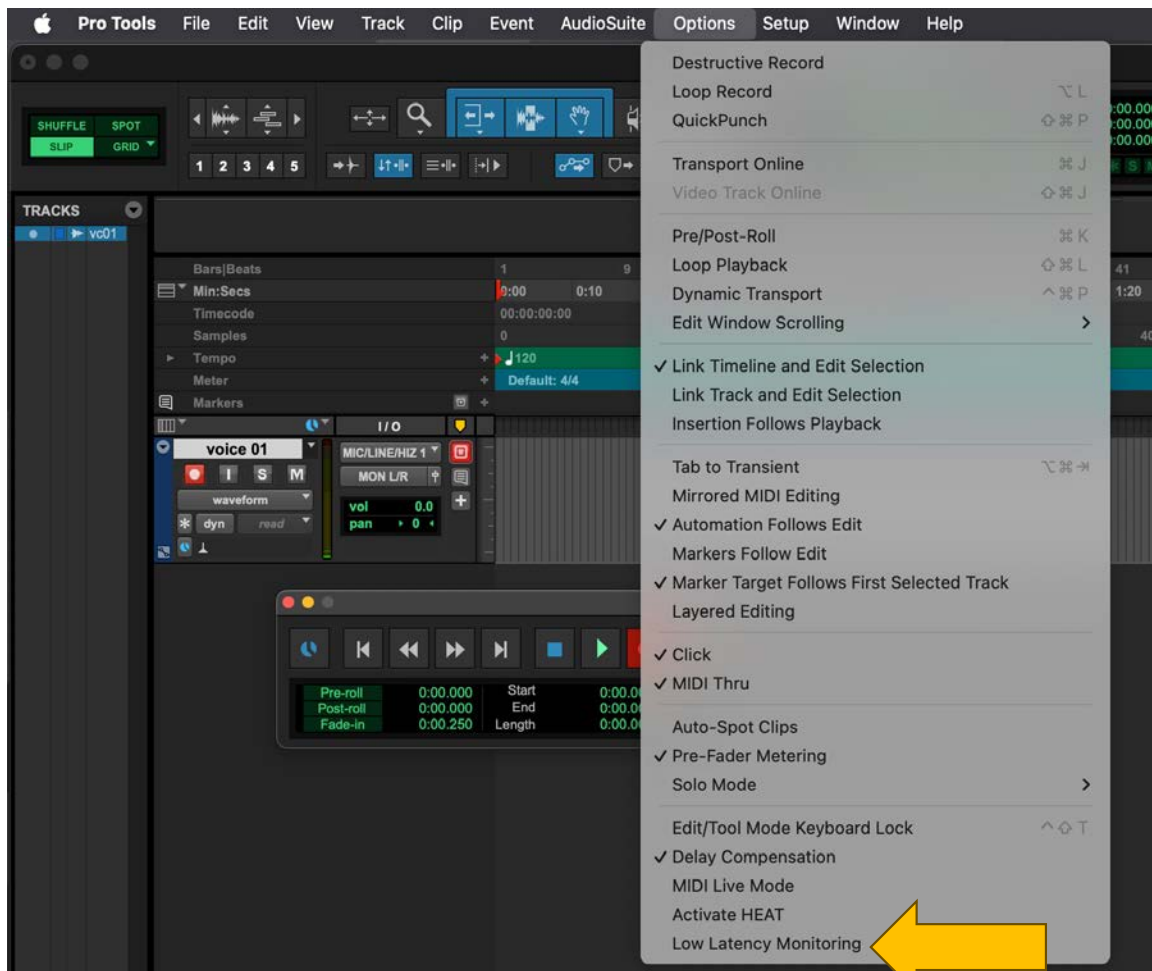 Pro Tools File Edit View Track Clip Event AudioSuite Options Setup Window Help
SHUFFLE SPOT
SLIP GRID
1 2 3 4 5
TRACKS
vc01
Bars|Beats 1 9 41
Min:Secs 0:00 0:10 1:20
Timecode 00:00:00:00
Samples 0
Tempo 120
Meter Default: 4/4
Markers
I/O
voice 01 MIC/LINE/HIZ 1
I S M MON L/R
waveform vol 0.0
dyn read pan 0
Pre-roll 0:00.000 Start
Post-roll 0:00.000 End
Fade-in 0:00.250 Length
Destructive Record
Loop Record ⌥ L
QuickPunch ⇧ ⌘ P
Transport Online ⌘ J
Video Track Online ⇧ ⌘ J
Pre/Post-Roll ⌘ K
Loop Playback ⇧ ⌘ L
Dynamic Transport ^ ⌘ P
Edit Window Scrolling
Link Timeline and Edit Selection
Link Track and Edit Selection
Insertion Follows Playback
Tab to Transient ⌥ ⌘ ⇥
Mirrored MIDI Editing
Automation Follows Edit
Markers Follow Edit
Marker Target Follows First Selected Track
Layered Editing
Click
MIDI Thru
Auto-Spot Clips
Pre-Fader Metering
Solo Mode
Edit/Tool Mode Keyboard Lock ^ ⇧ T
Delay Compensation
MIDI Live Mode
Activate HEAT
Low Latency Monitoring